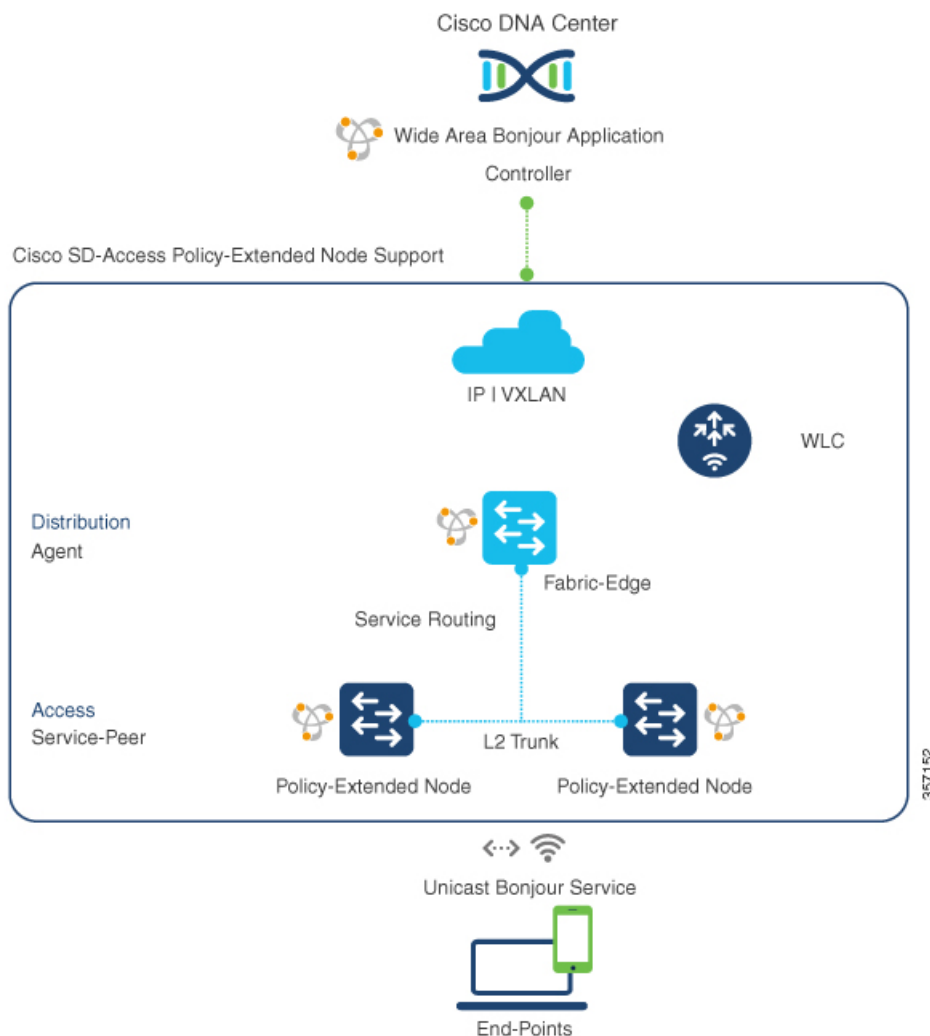 Cisco DNA Center
Wide Area Bonjour Application
Controller
Cisco SD-Access Policy-Extended Node Support
IP | VXLAN
WLC
Distribution
Agent
Fabric-Edge
Service Routing
Access
Service-Peer
L2 Trunk
Policy-Extended Node
Policy-Extended Node
357152
Unicast Bonjour Service
End-Points